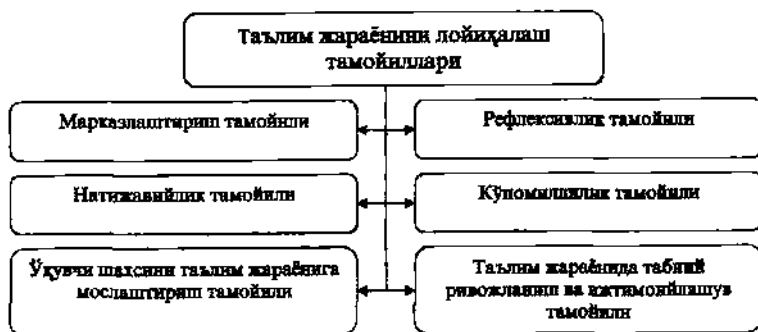 Таълим жараёнини лойиҳалаш
тамойиллари
Марказлаштириш тамойили
Рефлексивлик тамойили
Натижавийлик тамойили
Кўпомиллилик тамойили
Ўқувчи шахсини таълим жараёнига
мослаштириш тамойили
Таълим жараёнида табиий
ривожланиш ва ижтимоийлашув
тамойили